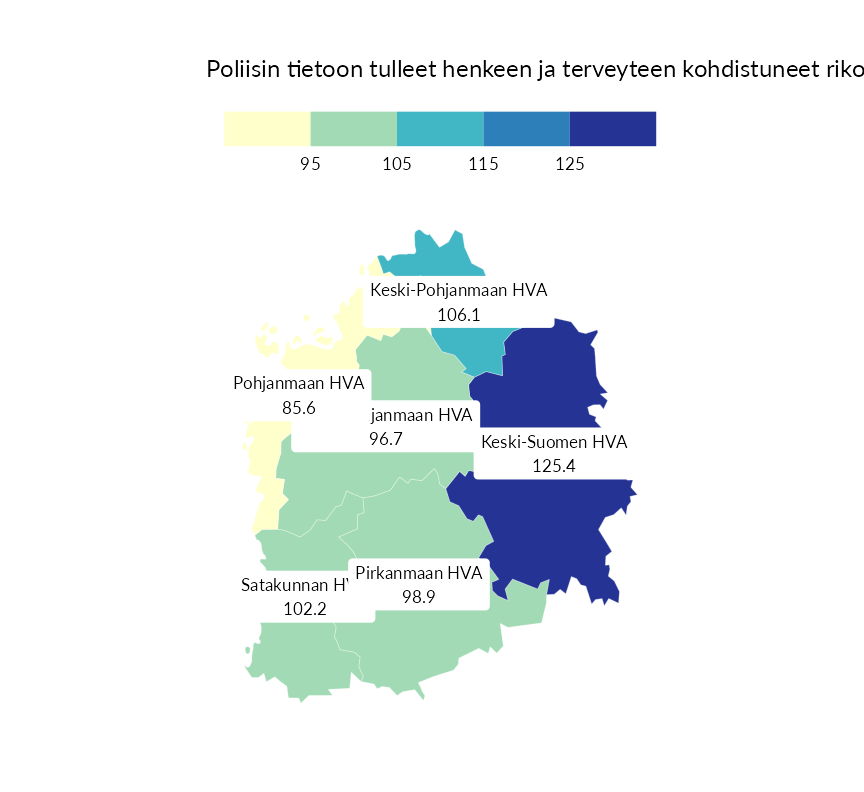 Poliisin tietoon tulleet henkeen ja terveyteen kohdistuneet riko
95 105 115 125
Keski-Pohjanmaan HVA
106.1
Pohjanmaan HVA
85.6
janmaan HVA
96.7
Keski-Suomen HVA
125.4
Pirkanmaan HVA
98.9
Satakunnan HV
102.2